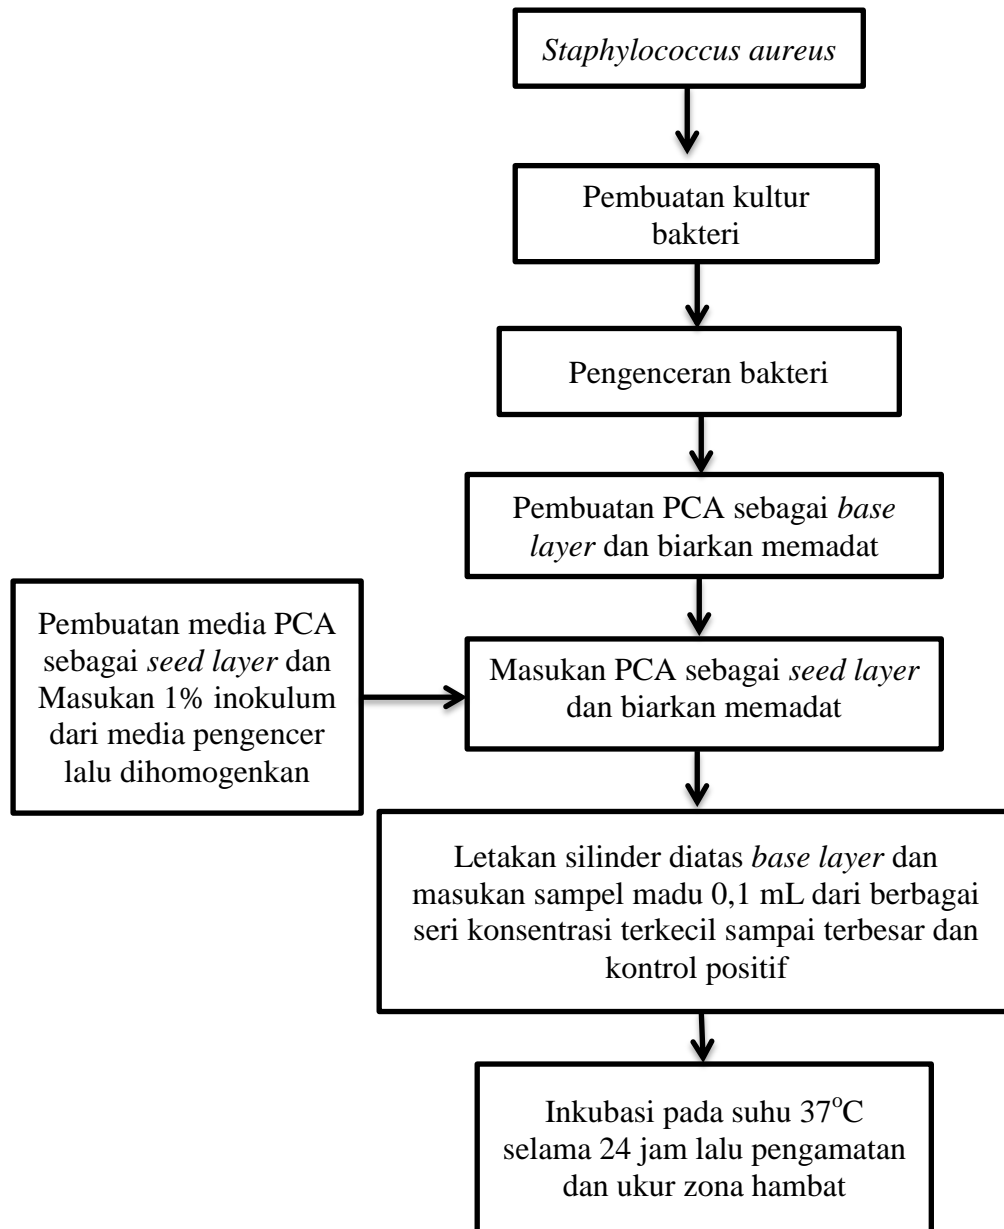 Staphylococcus aureus
Pembuatan kultur
bakteri
Pengenceran bakteri
Pembuatan PCA sebagai base
layer dan biarkan memadat
Pembuatan media PCA
sebagai seed layer dan
Masukan 1% inokulum
dari media pengencer
lalu dihomogenkan
Masukan PCA sebagai seed layer
dan biarkan memadat
Letakan silinder diatas base layer dan
masukan sampel madu 0,1 mL dari berbagai
seri konsentrasi terkecil sampai terbesar dan
kontrol positif
Inkubasi pada suhu 37°C
selama 24 jam lalu pengamatan
dan ukur zona hambat